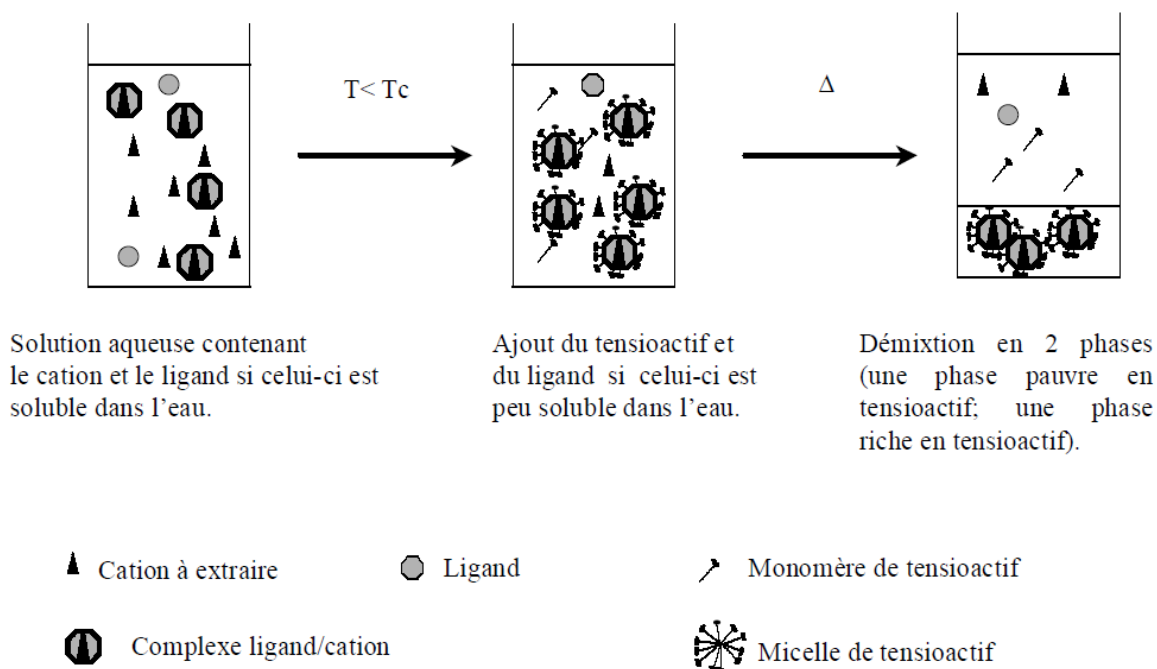 T< Tc
Δ
Solution aqueuse contenant
le cation et le ligand si celui-ci est
soluble dans l’eau.
Ajout du tensioactif et
du ligand si celui-ci est
peu soluble dans l’eau.
Démixtion en 2 phases
(une phase pauvre en
tensioactif; une phase
riche en tensioactif).
Cation à extraire
Ligand
Monomère de tensioactif
Complexe ligand/cation
Micelle de tensioactif